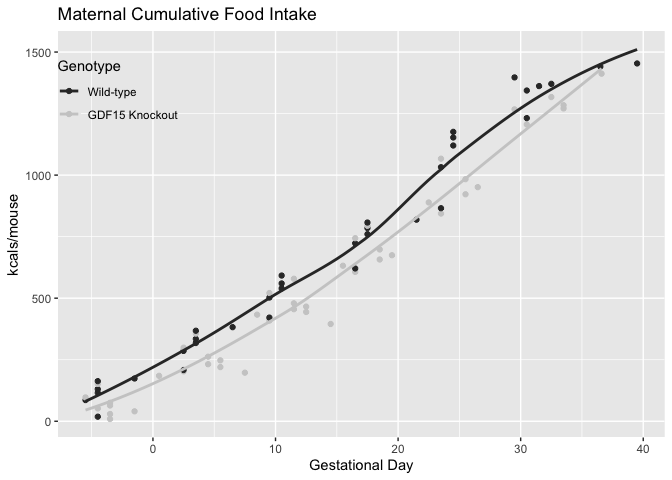 Maternal Cumulative Food Intake
1500
Genotype
Wild-type
GDF15 Knockout
1000
kcals/mouse
500
0
0 10 20 30 40
Gestational Day